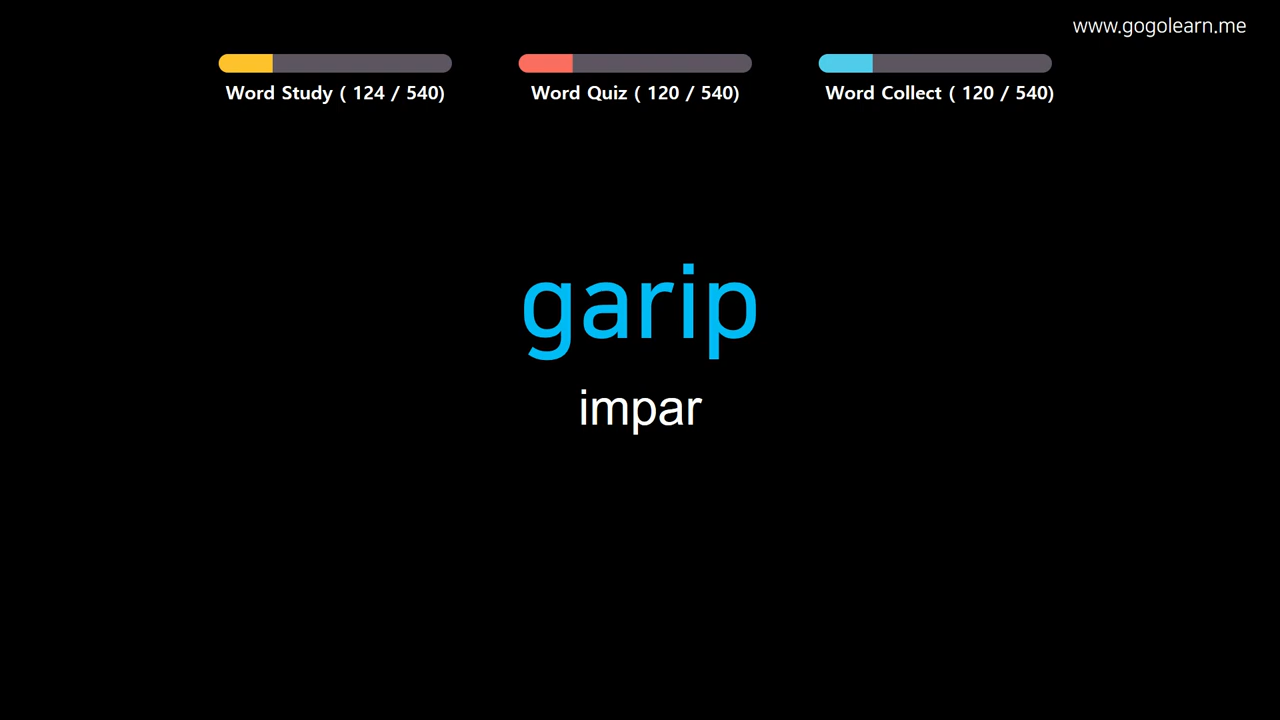 www.gogolearn.me
Word Study ( 124 / 540)
Word Quiz ( 120 / 540)
Word Collect ( 120 / 540)
garip
impar